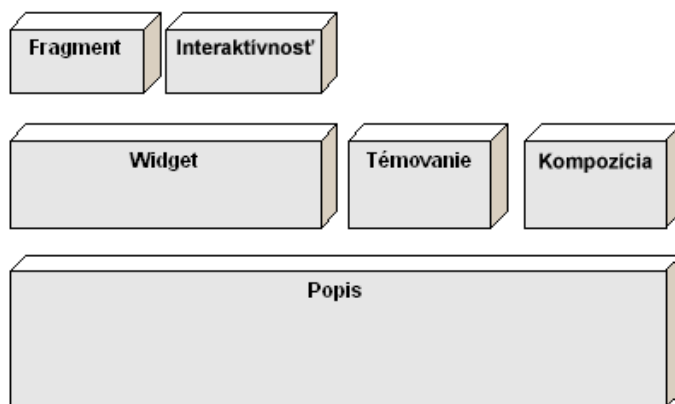 Fragment
Interaktívnosť
Widget
Témovanie
Kompozícia
Popis